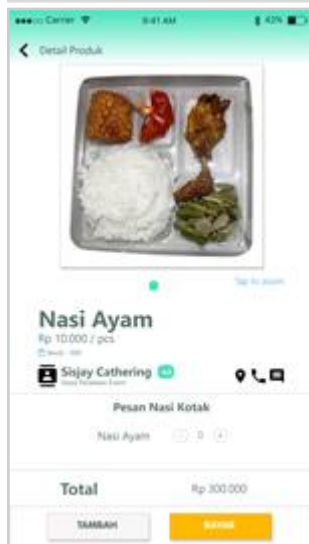 Carrier 9:41 AM 42%
Detail Produk
Tap to zoom
Nasi Ayam
Rp 10.000 / pcs
Sisjay Cathering
Pesan Nasi Kotak
Nasi Ayam - 0 +
Total Rp 300.000
TAMBAH BAYAR